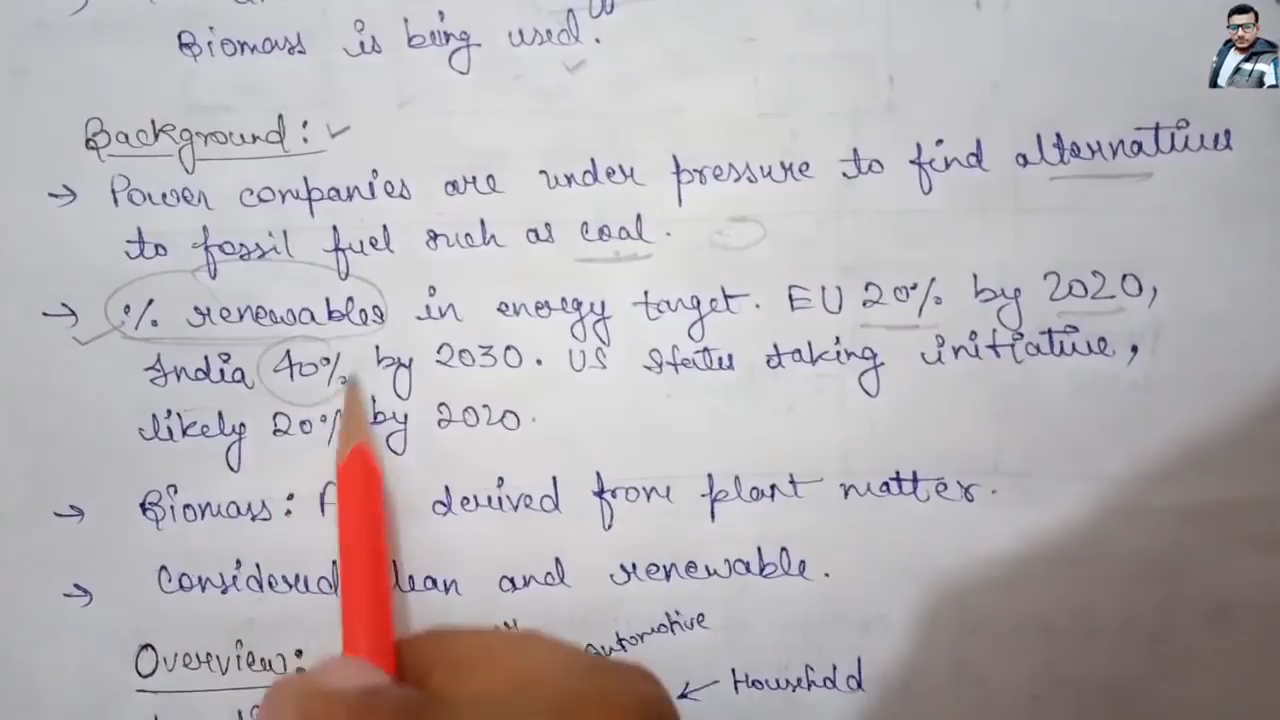 Biomass is being used.
Background:
→ Power companies are under pressure to find alternative
to fossil fuel such as coal.
→ % renewables in energy target. EU 20% by 2020,
India 40% by 2030. US States taking initiative,
likely 20% by 2020.
→ Biomass: derived from plant matter.
→ Considered and renewable.
Overview:
Automotive
← Household